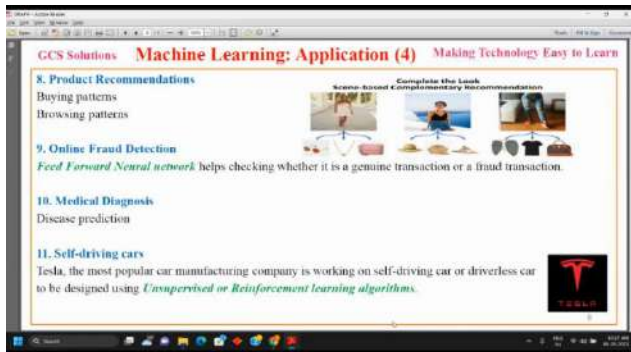 GCS Solutions Machine Learning: Application (4) Making Technology Easy to Learn
8. Product Recommendations
Buying patterns
Browsing patterns
Complete the Look
Scene-based Complementary Recommendation
9. Online Fraud Detection
Feed Forward Neural network helps checking whether it is a genuine transaction or a fraud transaction.
10. Medical Diagnosis
Disease prediction
11. Self-driving cars
Tesla, the most popular car manufacturing company is working on self-driving car or driverless car
to be designed using Unsupervised or Reinforcement learning algorithms.
TESLA
Search